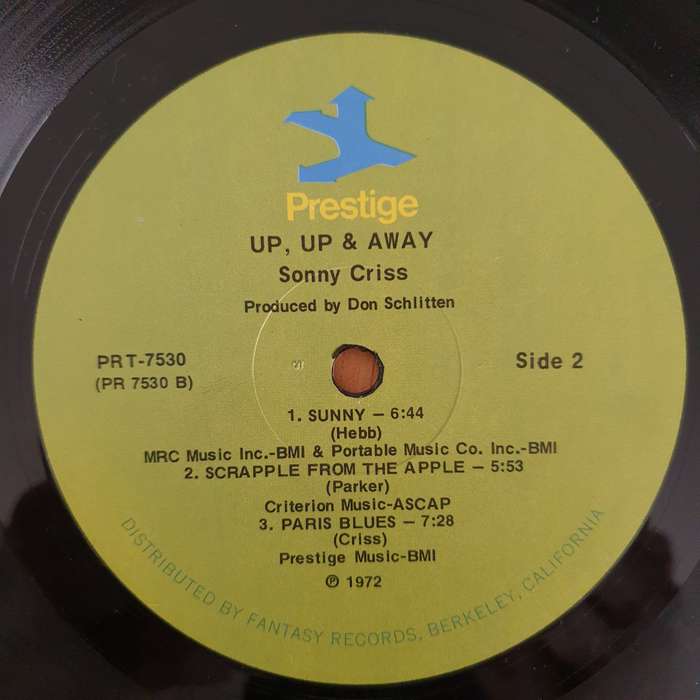 Prestige
UP, UP & AWAY
Sonny Criss
Produced by Don Schlitten
PRT-7530
(PR 7530 B)
Side 2
1. SUNNY – 6:44
(Hebb)
MRC Music Inc.-BMI & Portable Music Co. Inc.-BMI
2. SCRAPPLE FROM THE APPLE – 5:53
(Parker)
Criterion Music-ASCAP
3. PARIS BLUES – 7:28
(Criss)
Prestige Music-BMI
℗ 1972
DISTRIBUTED BY FANTASY RECORDS, BERKELEY, CALIFORNIA